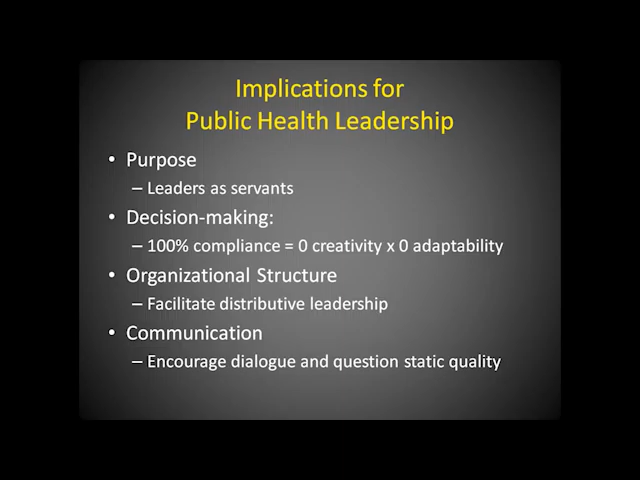 Implications for
Public Health Leadership
• Purpose
– Leaders as servants
• Decision-making:
– 100% compliance = 0 creativity x 0 adaptability
• Organizational Structure
– Facilitate distributive leadership
• Communication
– Encourage dialogue and question static quality